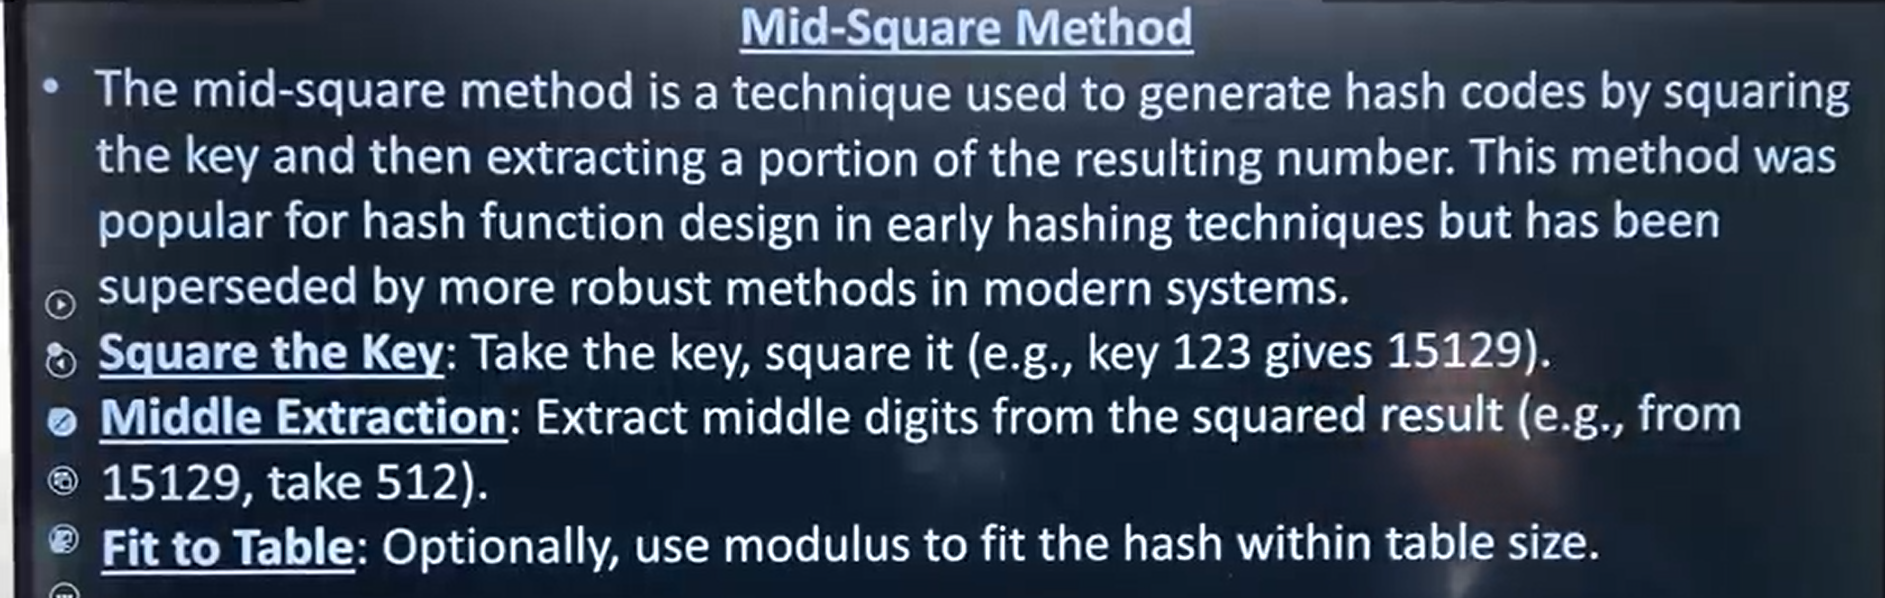 Mid-Square Method
• The mid-square method is a technique used to generate hash codes by squaring
the key and then extracting a portion of the resulting number. This method was
popular for hash function design in early hashing techniques but has been
superseded by more robust methods in modern systems.
Square the Key: Take the key, square it (e.g., key 123 gives 15129).
Middle Extraction: Extract middle digits from the squared result (e.g., from
15129, take 512).
Fit to Table: Optionally, use modulus to fit the hash within table size.